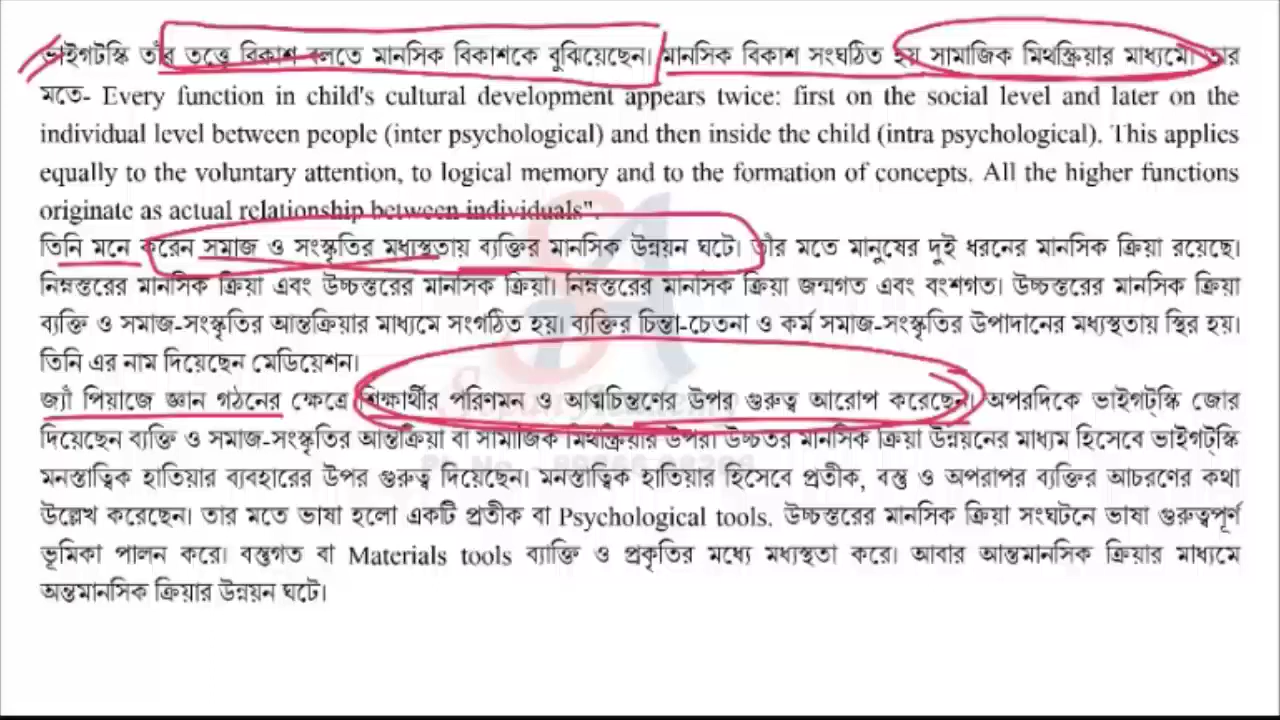 ভাইগটস্কি তাঁর তত্ত্বে বিকাশ বলতে মানসিক বিকাশকে বুঝিয়েছেন। মানসিক বিকাশ সংঘঠিত হয় সামাজিক মিথস্ক্রিয়ার মাধ্যমে। তার
মতে- Every function in child's cultural development appears twice: first on the social level and later on the
individual level between people (inter psychological) and then inside the child (intra psychological). This applies
equally to the voluntary attention, to logical memory and to the formation of concepts. All the higher functions
originate as actual relationship between individuals".
তিনি মনে করেন সমাজ ও সংস্কৃতির মধ্যস্থতায় ব্যক্তির মানসিক উন্নয়ন ঘটে। তাঁর মতে মানুষের দুই ধরনের মানসিক ক্রিয়া রয়েছে।
নিম্নস্তরের মানসিক ক্রিয়া এবং উচ্চস্তরের মানসিক ক্রিয়া। নিম্নস্তরের মানসিক ক্রিয়া জন্মগত এবং বংশগত। উচ্চস্তরের মানসিক ক্রিয়া
ব্যক্তি ও সমাজ-সংস্কৃতির আন্তক্রিয়ার মাধ্যমে সংগঠিত হয়। ব্যক্তির চিন্তা-চেতনা ও কর্ম সমাজ-সংস্কৃতির উপাদানের মধ্যস্থতায় স্থির হয়।
তিনি এর নাম দিয়েছেন মেডিয়েশন।
জ্যাঁ পিয়াজে জ্ঞান গঠনের ক্ষেত্রে শিক্ষার্থীর পরিণমন ও আত্মচিন্তণের উপর গুরুত্ব আরোপ করেছেন। অপরদিকে ভাইগট্স্কি জোর
দিয়েছেন ব্যক্তি ও সমাজ-সংস্কৃতির আন্তক্রিয়া বা সামাজিক মিথস্ক্রিয়ার উপর। উচ্চতর মানসিক ক্রিয়া উন্নয়নের মাধ্যম হিসেবে ভাইগট্স্কি
মনস্তাত্বিক হাতিয়ার ব্যবহারের উপর গুরুত্ব দিয়েছেন। মনস্তাত্বিক হাতিয়ার হিসেবে প্রতীক, বস্তু ও অপরাপর ব্যক্তির আচরণের কথা
উল্লেখ করেছেন। তার মতে ভাষা হলো একটি প্রতীক বা Psychological tools. উচ্চস্তরের মানসিক ক্রিয়া সংঘটনে ভাষা গুরুত্বপূর্ণ
ভূমিকা পালন করে। বস্তুগত বা Materials tools ব্যাক্তি ও প্রকৃতির মধ্যে মধ্যস্থতা করে। আবার আন্তমানসিক ক্রিয়ার মাধ্যমে
অন্তমানসিক ক্রিয়ার উন্নয়ন ঘটে।